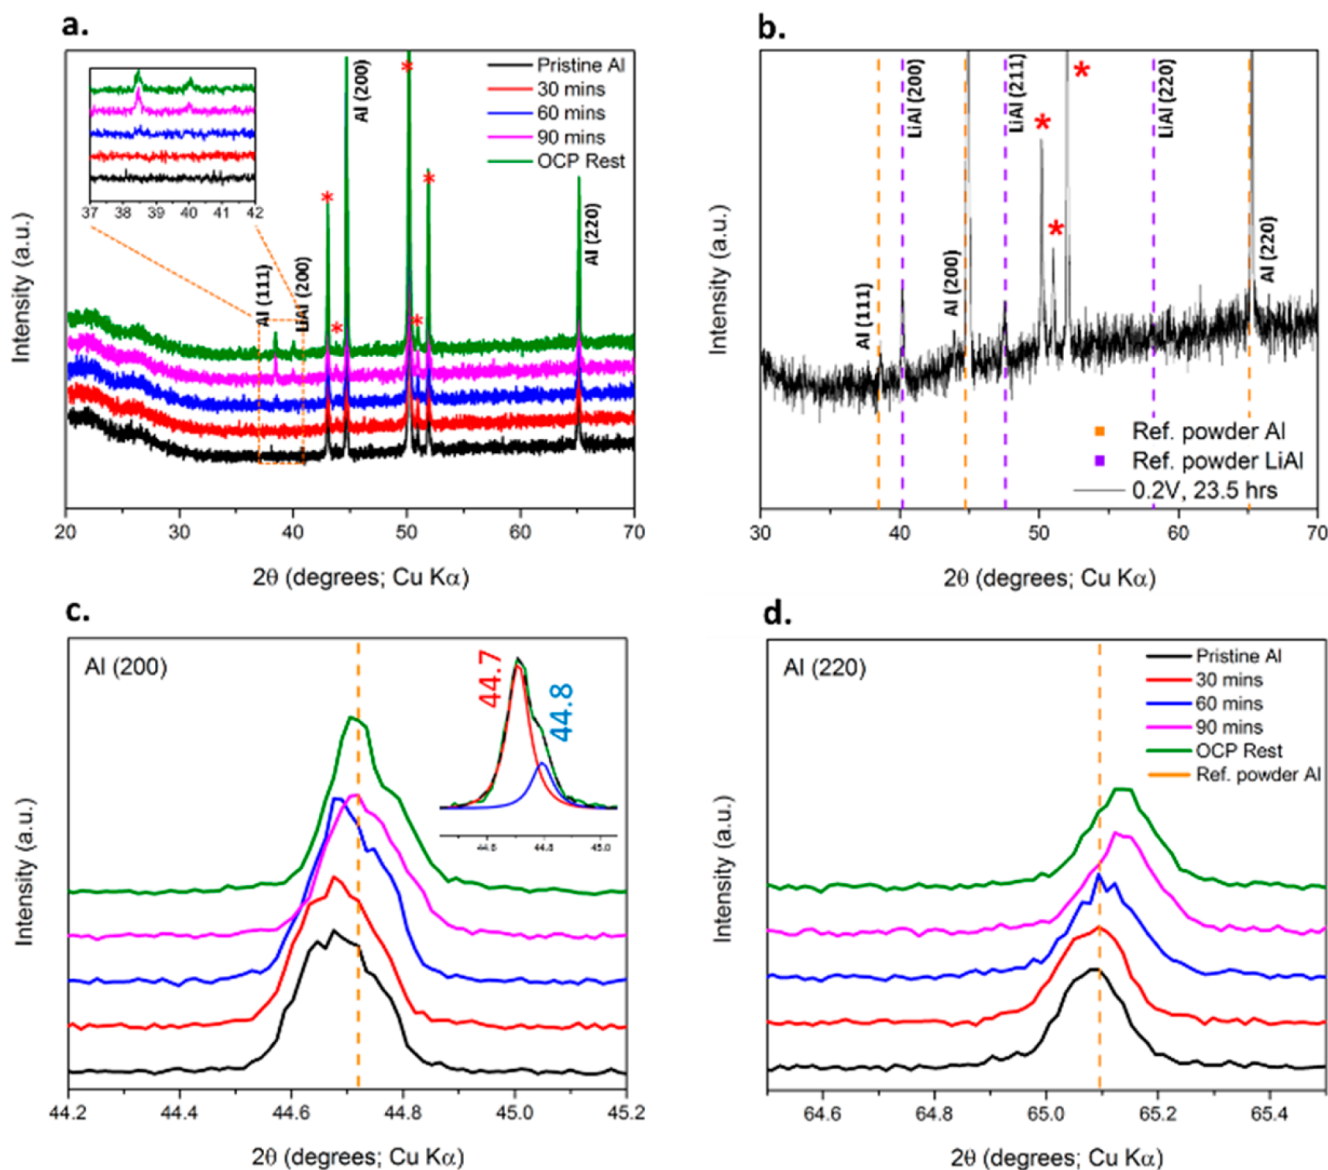 a.
Intensity (a.u.)
37 38 39 40 41 42
Al (111)
LiAl (200)
*
*
Al (200)
*
*
*
Al (220)
Pristine Al
30 mins
60 mins
90 mins
OCP Rest
20 30 40 50 60 70
2θ (degrees; Cu Kα)
b.
Intensity (a.u.)
Al (111)
LiAl (200)
Al (200)
LiAl (211)
*
*
*
LiAl (220)
Al (220)
Ref. powder Al
Ref. powder LiAl
0.2V, 23.5 hrs
30 40 50 60 70
2θ (degrees; Cu Kα)
c.
Al (200)
Intensity (a.u.)
44.7
44.8
44.6 44.8 45.0
44.2 44.4 44.6 44.8 45.0 45.2
2θ (degrees; Cu Kα)
d.
Al (220)
Intensity (a.u.)
Pristine Al
30 mins
60 mins
90 mins
OCP Rest
Ref. powder Al
64.6 64.8 65.0 65.2 65.4
2θ (degrees; Cu Kα)